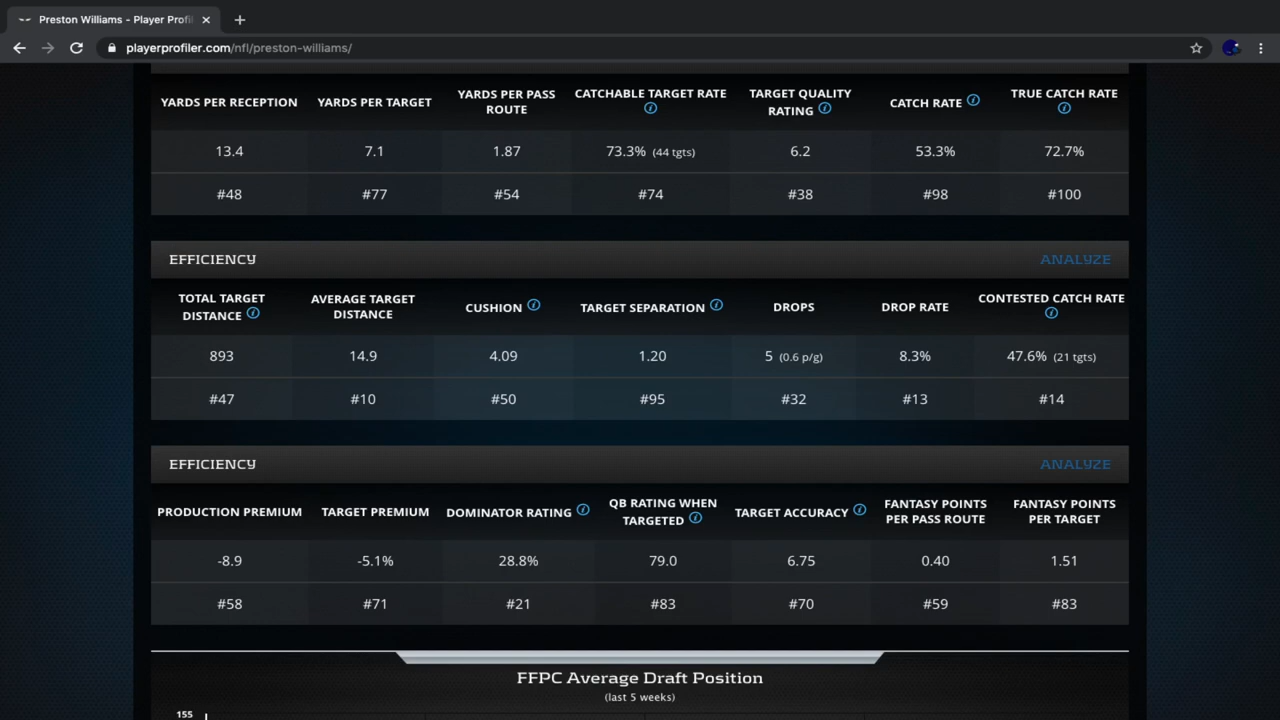 Preston Williams - Player Profil
playerprofiler.com/nfl/preston-williams/
YARDS PER RECEPTION YARDS PER TARGET YARDS PER PASS ROUTE CATCHABLE TARGET RATE TARGET QUALITY RATING CATCH RATE TRUE CATCH RATE
13.4 7.1 1.87 73.3% (44 tgts) 6.2 53.3% 72.7%
#48 #77 #54 #74 #38 #98 #100
EFFICIENCY ANALYZE
TOTAL TARGET DISTANCE AVERAGE TARGET DISTANCE CUSHION TARGET SEPARATION DROPS DROP RATE CONTESTED CATCH RATE
893 14.9 4.09 1.20 5 (0.6 p/g) 8.3% 47.6% (21 tgts)
#47 #10 #50 #95 #32 #13 #14
EFFICIENCY ANALYZE
PRODUCTION PREMIUM TARGET PREMIUM DOMINATOR RATING QB RATING WHEN TARGETED TARGET ACCURACY FANTASY POINTS PER PASS ROUTE FANTASY POINTS PER TARGET
-8.9 -5.1% 28.8% 79.0 6.75 0.40 1.51
#58 #71 #21 #83 #70 #59 #83
FFPC Average Draft Position
(last 5 weeks)
155